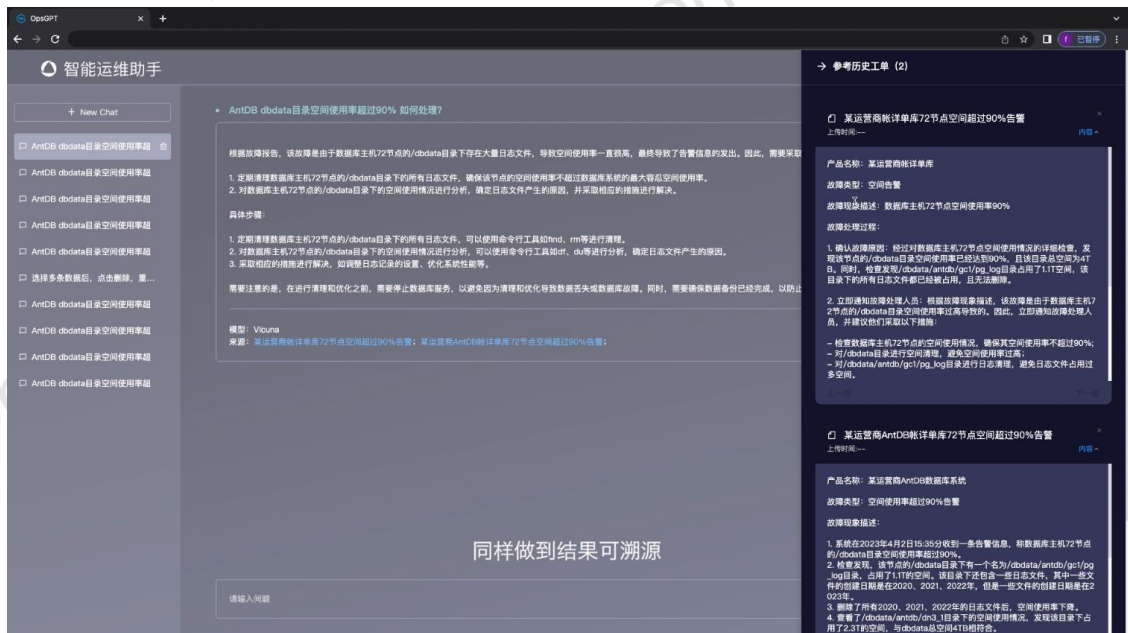 OpsGPT
已暂停
智能运维助手
+ New Chat
AntDB dbdata目录空间使用率超
AntDB dbdata目录空间使用率超
AntDB dbdata目录空间使用率超
AntDB dbdata目录空间使用率超
AntDB dbdata目录空间使用率超
选择多条数据后，点击删除，重...
AntDB dbdata目录空间使用率超
AntDB dbdata目录空间使用率超
AntDB dbdata目录空间使用率超
AntDB dbdata目录空间使用率超
AntDB dbdata目录空间使用率超过90% 如何处理？
根据故障报告，该故障是由于数据库主机72节点的/dbdata目录下存在大量日志文件，导致空间使用率一直很高，最终导致了告警信息的发出。因此，需要采取
1. 定期清理数据库主机72节点的/dbdata目录下的所有日志文件，确保该节点的空间使用率不超过数据库系统的最大容忍空间使用率。
2. 对数据库主机72节点的/dbdata目录下的空间使用情况进行分析，确定日志文件产生的原因，并采取相应的措施进行解决。
具体步骤：
1. 定期清理数据库主机72节点的/dbdata目录下的所有日志文件，可以使用命令行工具如find、rm等进行清理。
2. 对数据库主机72节点的/dbdata目录下的空间使用情况进行分析，可以使用命令行工具如df、du等进行分析，确定日志文件产生的原因。
3. 采取相应的措施进行解决，如调整日志记录的设置、优化系统性能等。
需要注意的是，在进行清理和优化之前，需要停止数据库服务，以避免因为清理和优化导致数据丢失或数据库故障。同时，需要确保数据备份已经完成，以防止
模型：Vicuna
来源：某运营商帐详单库72节点空间超过90%告警；某运营商AntDB帐详单库72节点空间超过90%告警；
同样做到结果可溯源
请输入问题
参考历史工单（2）
某运营商帐详单库72节点空间超过90%告警
上传时间:--
内容
产品名称：某运营商帐详单库
故障类型：空间告警
故障现象描述：数据库主机72节点空间使用率90%
故障处理过程：
1. 确认故障原因：经过对数据库主机72节点空间使用情况的详细检查，发
现该节点的/dbdata目录空间使用率已经达到90%，且该目录总空间为4T
B。同时，检查发现/dbdata/antdb/gc1/pg_log目录占用了1.1T空间，该
目录下的所有日志文件都已经被占用，且无法删除。
2. 立即通知故障处理人员：根据故障现象描述，该故障是由于数据库主机7
2节点的/dbdata目录空间使用率过高导致的。因此，立即通知故障处理人
员，并建议他们采取以下措施：
- 检查数据库主机72节点的空间使用情况，确保其空间使用率不超过90%；
- 对/dbdata目录进行空间清理，避免空间使用率过高；
- 对/dbdata/antdb/gc1/pg_log目录进行日志清理，避免日志文件占用过
多空间。
上一条
下一条
某运营商AntDB帐详单库72节点空间超过90%告警
上传时间:--
内容
产品名称：某运营商AntDB数据库系统
故障类型：空间使用率超过90%告警
故障现象描述：
1. 系统在2023年4月2日15:35分收到一条告警信息，称数据库主机72节点
的/dbdata目录空间使用率超过90%。
2. 检查发现，该节点的/dbdata目录下有一个名为/dbdata/antdb/gc1/pg
_log目录，占用了1.1T的空间。该目录下还包含一些日志文件，其中一些文
件的创建日期是在2020、2021、2022年，但是一些文件的创建日期是在2
023年。
3. 删除了所有2020、2021、2022年的日志文件后，空间使用率下降。
4. 查看了/dbdata/antdb/dn3_1目录下的空间使用情况，发现该目录下占
用了2.3T的空间，与dbdata总空间4TB相符合。